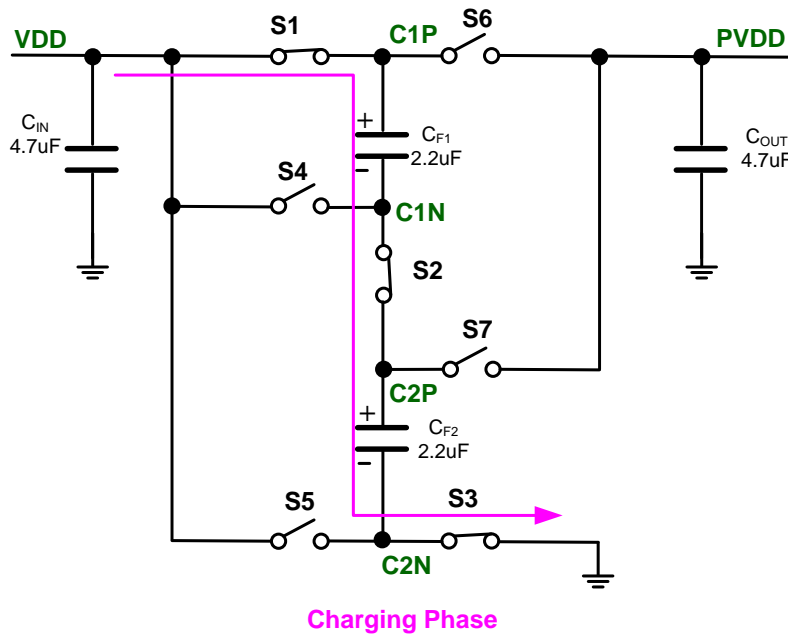 S1
S6
VDD
C1P
PVDD
CIN
4.7uF
+
CF1
2.2uF
-
COUT
4.7uF
S4
C1N
S2
S7
C2P
+
CF2
2.2uF
-
S5
S3
C2N
Charging Phase